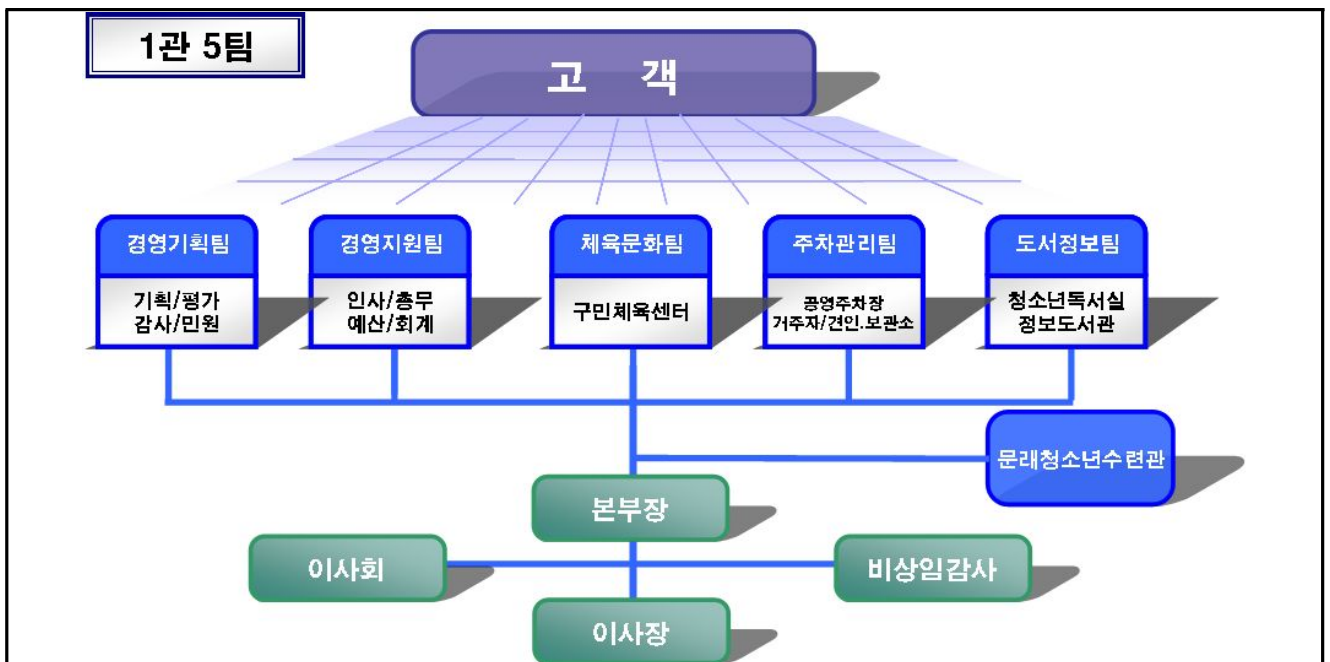 1관 5팀
고 객
경영기획팀
기획/평가
감사/민원
경영지원팀
인사/총무
예산/회계
체육문화팀
구민체육센터
주차관리팀
공영주차장
거주자/견인.보관소
도서정보팀
청소년독서실
정보도서관
문래청소년수련관
본부장
이사회
비상임감사
이사장